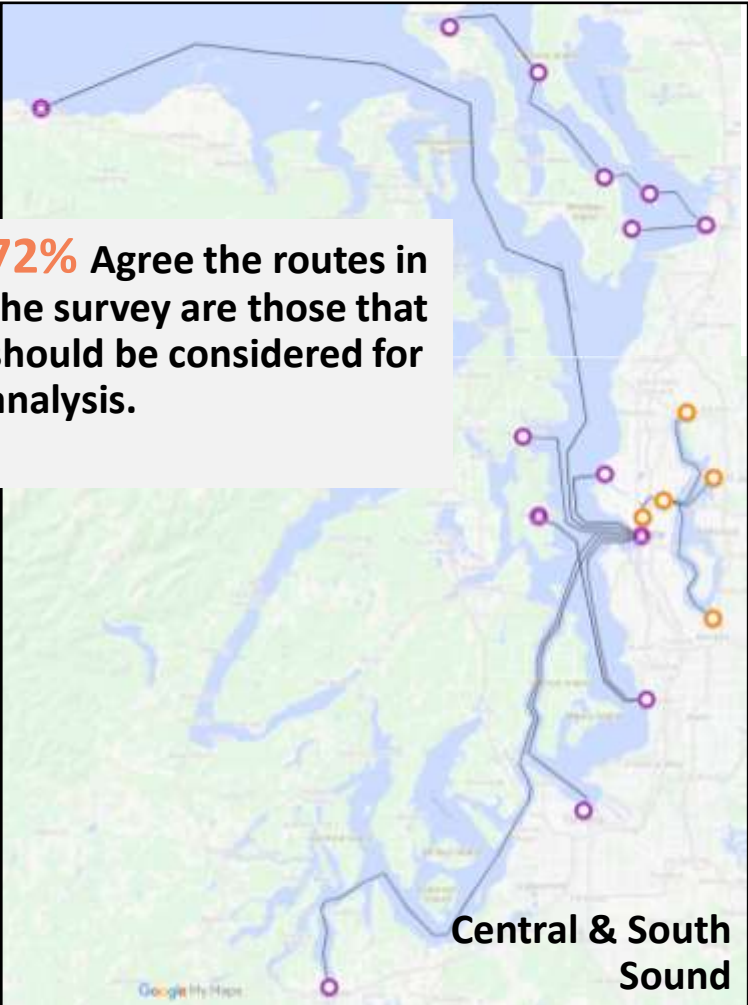 72% Agree the routes in
the survey are those that
should be considered for
analysis.
Central & South
Sound
Google My Maps